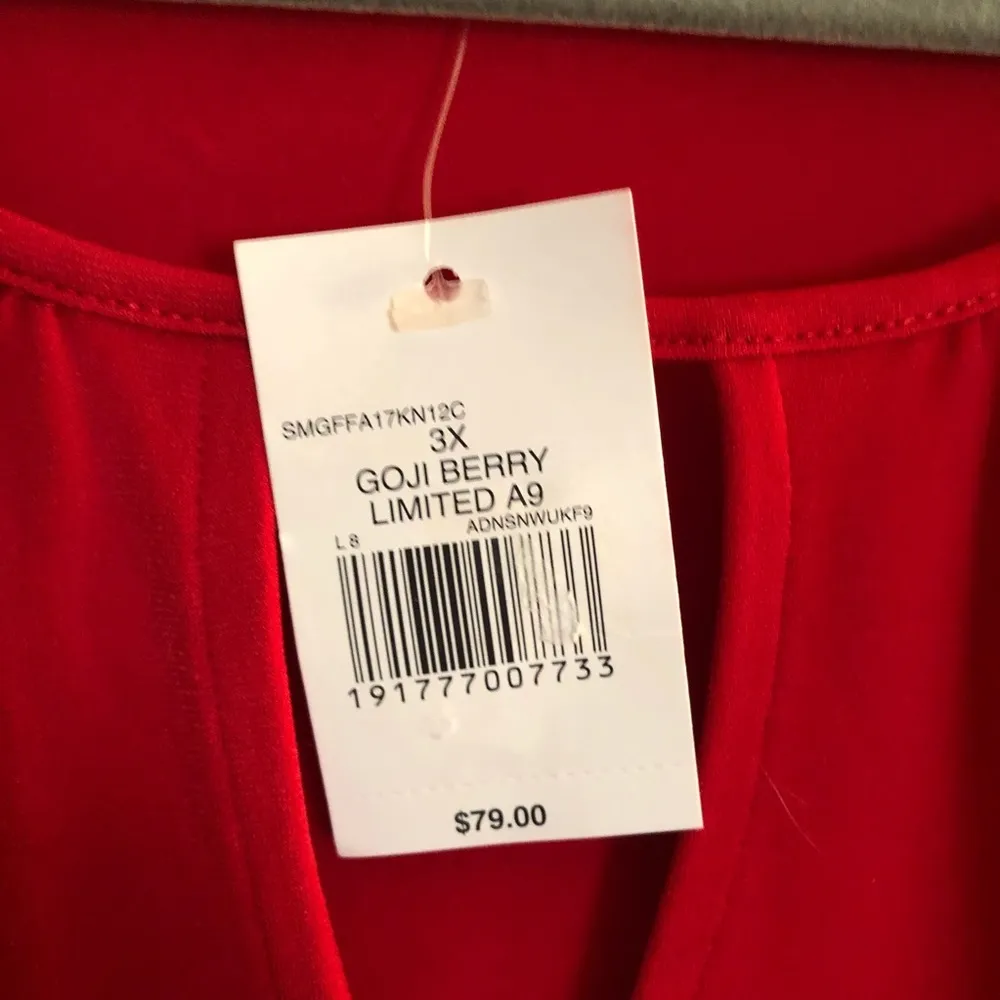 SMGFFA17KN12C
3X
GOJI BERRY
LIMITED A9
L 8 ADNSNWUKF9
191777007733
$79.00